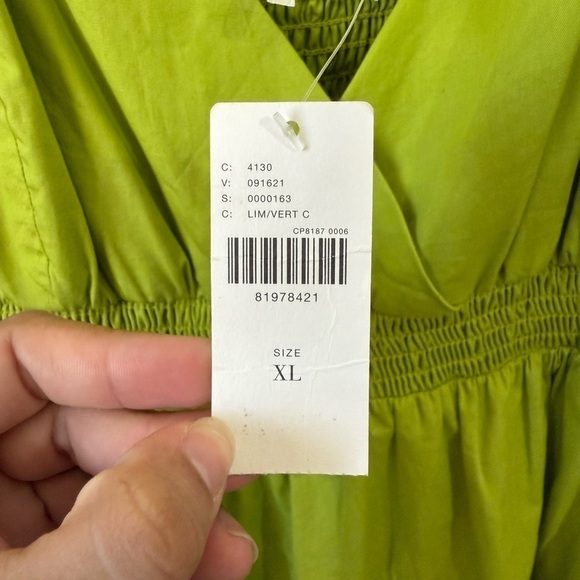 C: 4130
V: 091621
S: 0000163
C: LIM/VERT C
CP8187 0006
81978421
SIZE
XL